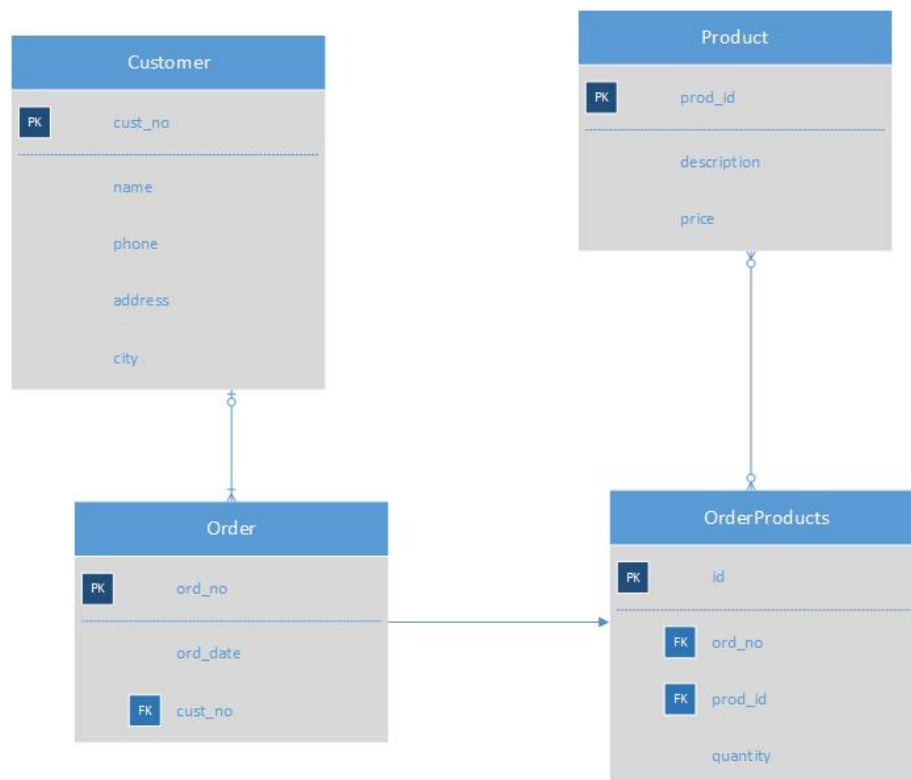 Customer
PK cust_no
name
phone
address
city
Product
PK prod_id
description
price
Order
PK ord_no
ord_date
FK cust_no
OrderProducts
PK id
FK ord_no
FK prod_id
quantity